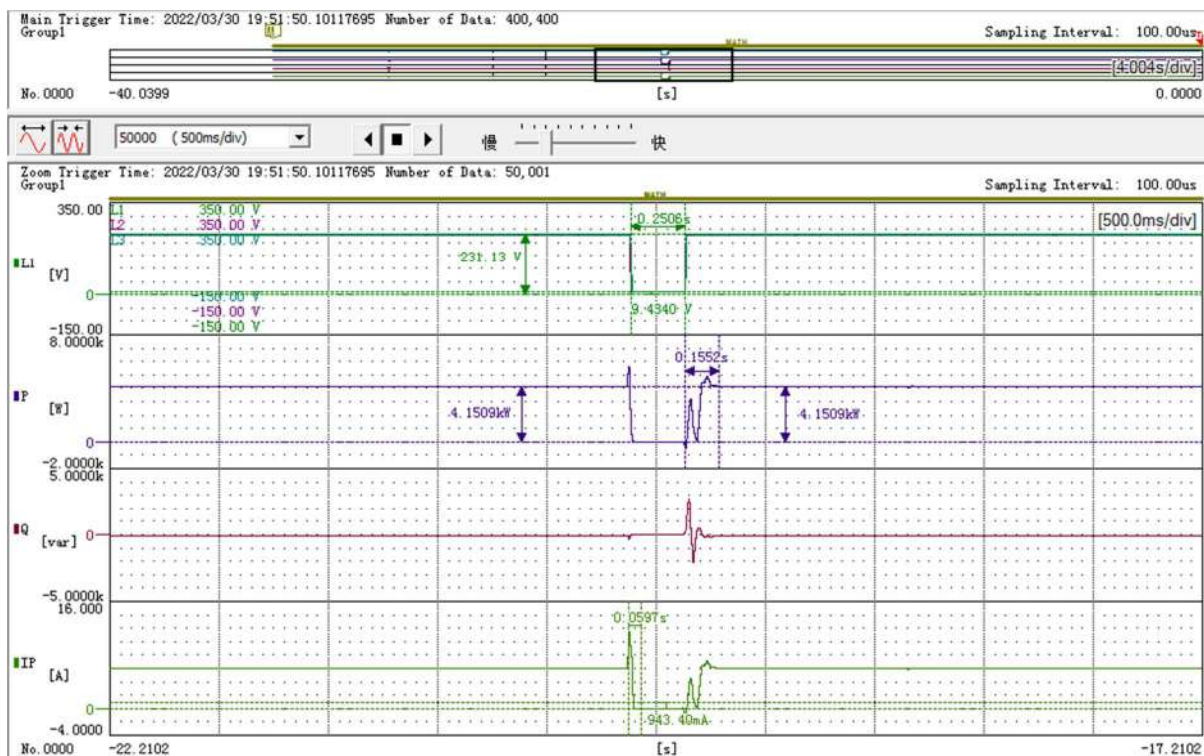 Main Trigger Time: 2022/03/30 19:51:50.10117695 Number of Data: 400,400
Group1
Sampling Interval: 100.00us
MATH
[4.004s/div]
No.0000 -40.0399 [s] 0.0000
50000 (500ms/div) 慢 快
Zoom Trigger Time: 2022/03/30 19:51:50.10117695 Number of Data: 50,001
Group1
Sampling Interval: 100.00us
MATH
350.00 L1 350.00 V
L2 350.00 V
L3 350.00 V
[500.0ms/div]
0.2506s
231.13 V
L1
[V]
0
9.4340 V
-150.00 V
-150.00 V
-150.00 V
-150.00
8.0000k
0.1552s
P
[W]
4.1509kW 4.1509kW
0
-2.0000k
5.0000k
Q
0
[var]
-5.0000k
16.000
0.0597s
IP
[A]
0
943.40mA
-4.0000
No.0000 -22.2102 [s] -17.2102